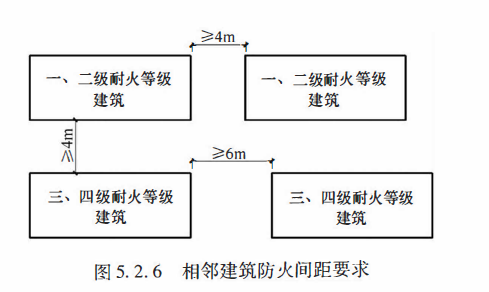 ≥4m
一、二级耐火等级
建筑
一、二级耐火等级
建筑
≥4m
≥6m
三、四级耐火等级
建筑
三、四级耐火等级
建筑
图5.2.6 相邻建筑防火间距要求